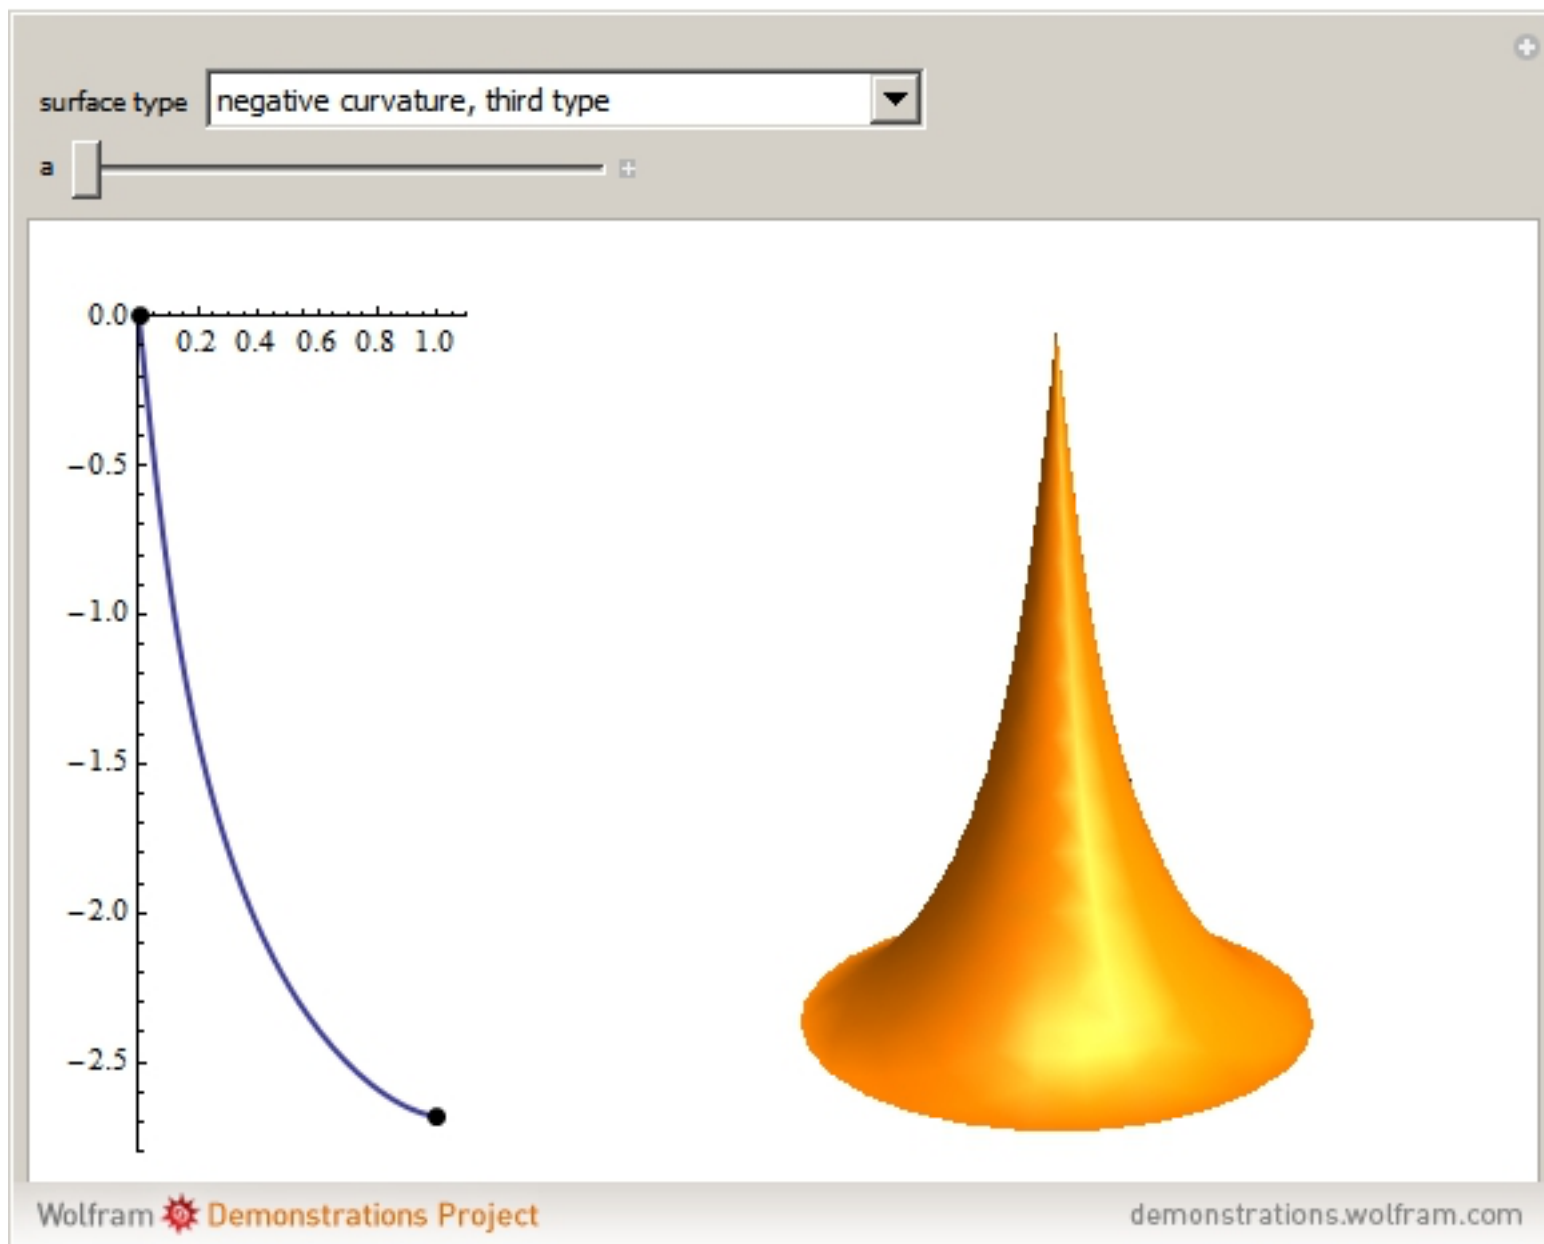 surface type negative curvature, third type
a
0.0
0.2 0.4 0.6 0.8 1.0
−0.5
−1.0
−1.5
−2.0
−2.5
Wolfram Demonstrations Project demonstrations.wolfram.com